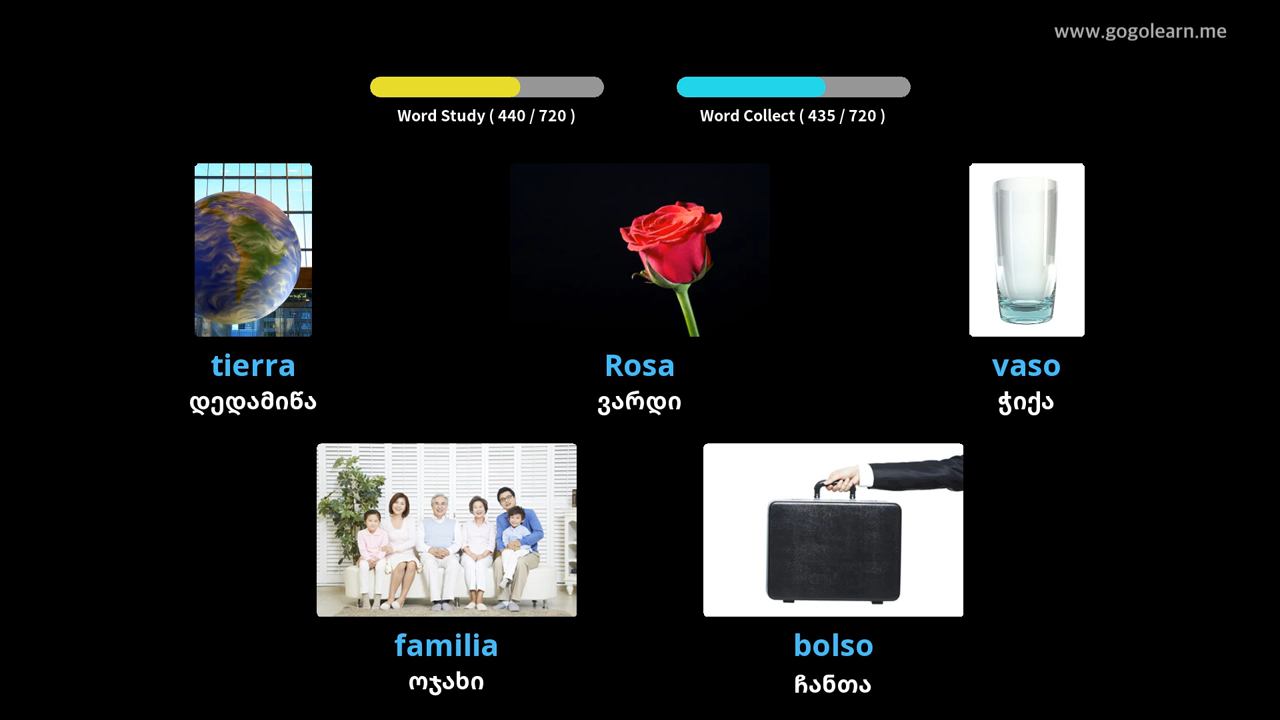 www.gogolearn.me
Word Study ( 440 / 720 )
Word Collect ( 435 / 720 )
tierra
დედამიწა
Rosa
ვარდი
vaso
ჭიქა
familia
ოჯახი
bolso
ჩანთა